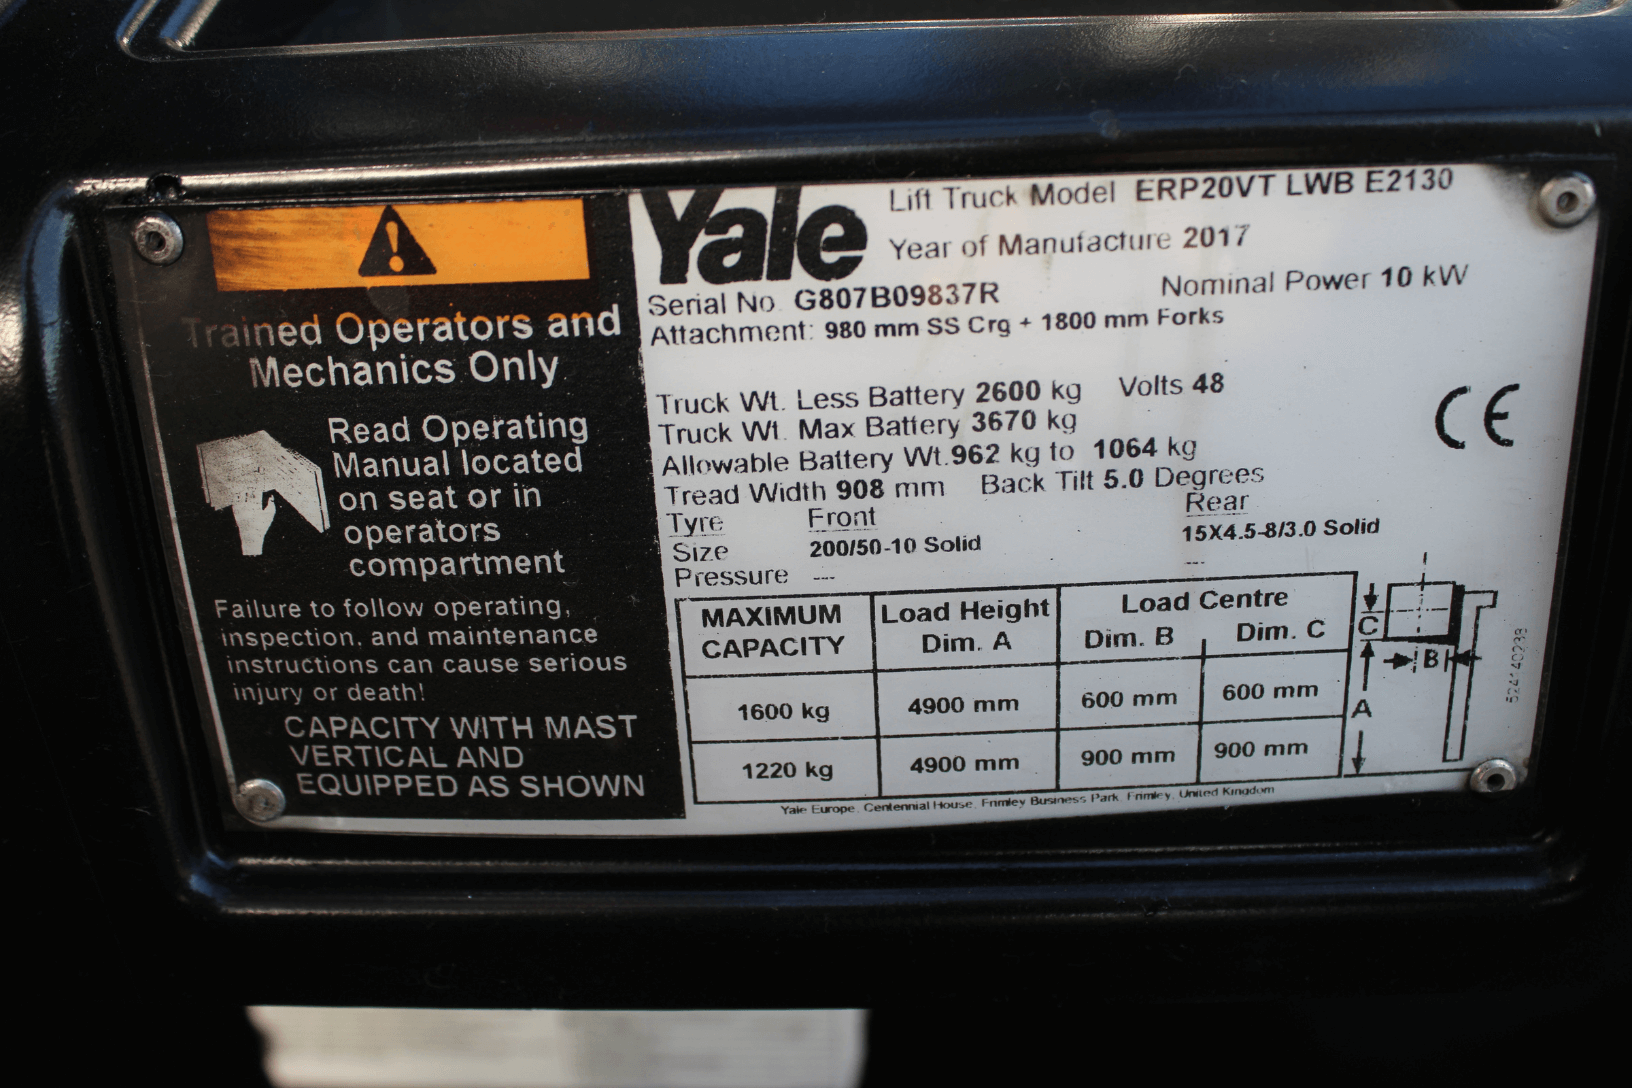 Trained Operators and
Mechanics Only
Read Operating
Manual located
on seat or in
operators
compartment
Failure to follow operating,
inspection, and maintenance
instructions can cause serious
injury or death!
CAPACITY WITH MAST
VERTICAL AND
EQUIPPED AS SHOWN
Yale
Lift Truck Model ERP20VT LWB E2130
Year of Manufacture 2017
Serial No. G807B09837R Nominal Power 10 kW
Attachment: 980 mm SS Crg + 1800 mm Forks
Truck Wt. Less Battery 2600 kg Volts 48
Truck Wt. Max Battery 3670 kg
Allowable Battery Wt. 962 kg to 1064 kg
Tread Width 908 mm Back Tilt 5.0 Degrees
Tyre Front Rear
Size 200/50-10 Solid 15X4.5-8/3.0 Solid
Pressure --- ---
CE
MAXIMUM CAPACITY Load Height Dim. A Load Centre Dim. B Dim. C
1600 kg 4900 mm 600 mm 600 mm
1220 kg 4900 mm 900 mm 900 mm
C
B
A
Yale Europe, Centennial House, Frimley Business Park, Frimley, United Kingdom